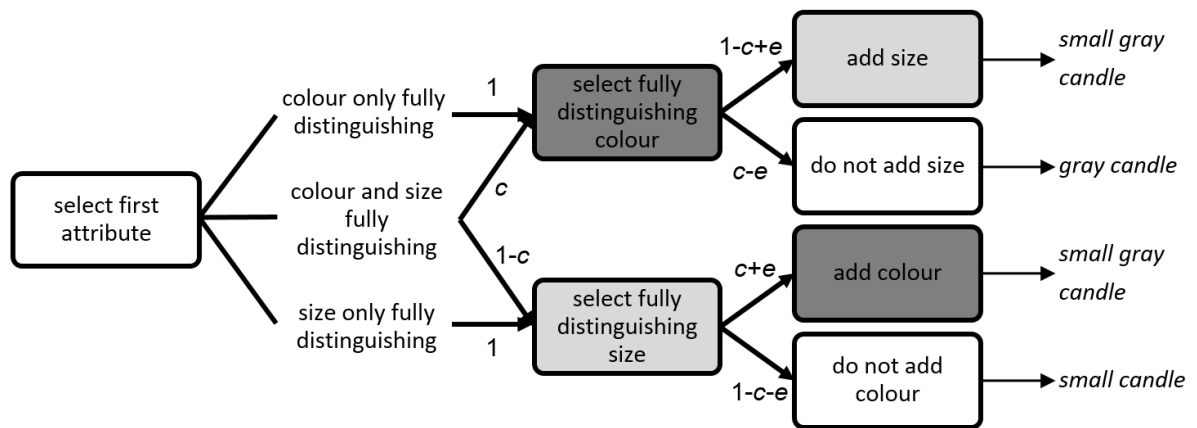 select first
attribute
colour only fully
distinguishing
colour and size
fully
distinguishing
size only fully
distinguishing
1
c
1-c
1
select fully
distinguishing
colour
select fully
distinguishing
size
1-c+e
c-e
c+e
1-c-e
add size
do not add size
add colour
do not add
colour
small gray
candle
gray candle
small gray
candle
small candle